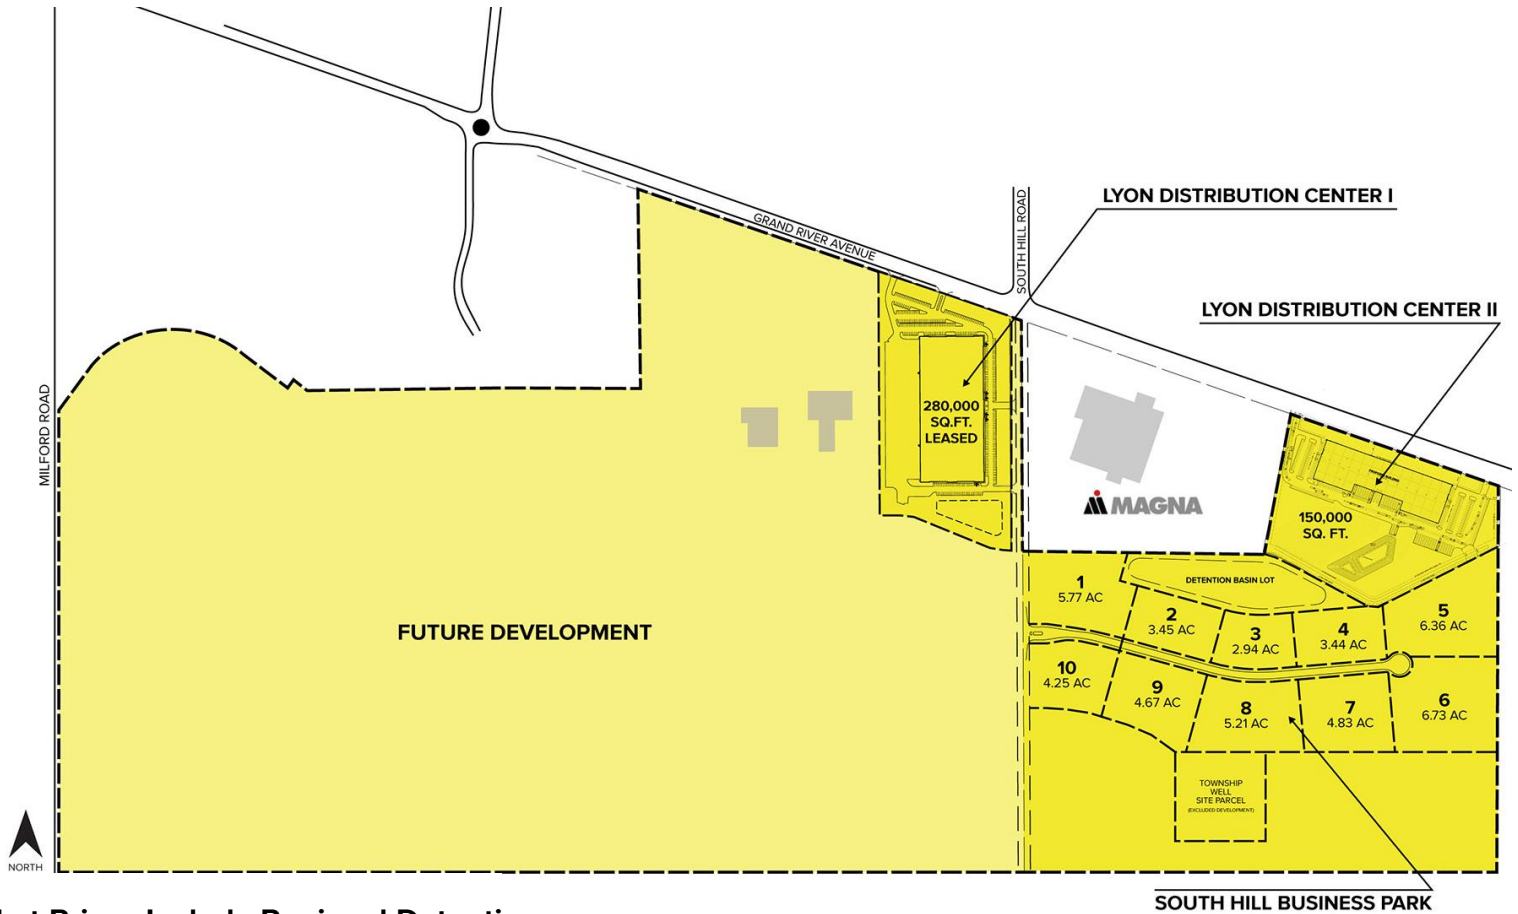 LYON DISTRIBUTION CENTER I
GRAND RIVER AVENUE
SOUTH HILL ROAD
LYON DISTRIBUTION CENTER II
MILFORD ROAD
280,000
SQ.FT.
LEASED
MAGNA
150,000
SQ. FT.
DETENTION BASIN LOT
1
5.77 AC
2
3.45 AC
3
2.94 AC
4
3.44 AC
5
6.36 AC
FUTURE DEVELOPMENT
10
4.25 AC
9
4.67 AC
8
5.21 AC
7
4.83 AC
6
6.73 AC
TOWNSHIP
WELL
SITE PARCEL
(EXCLUDED DEVELOPMENT)
NORTH
SOUTH HILL BUSINESS PARK